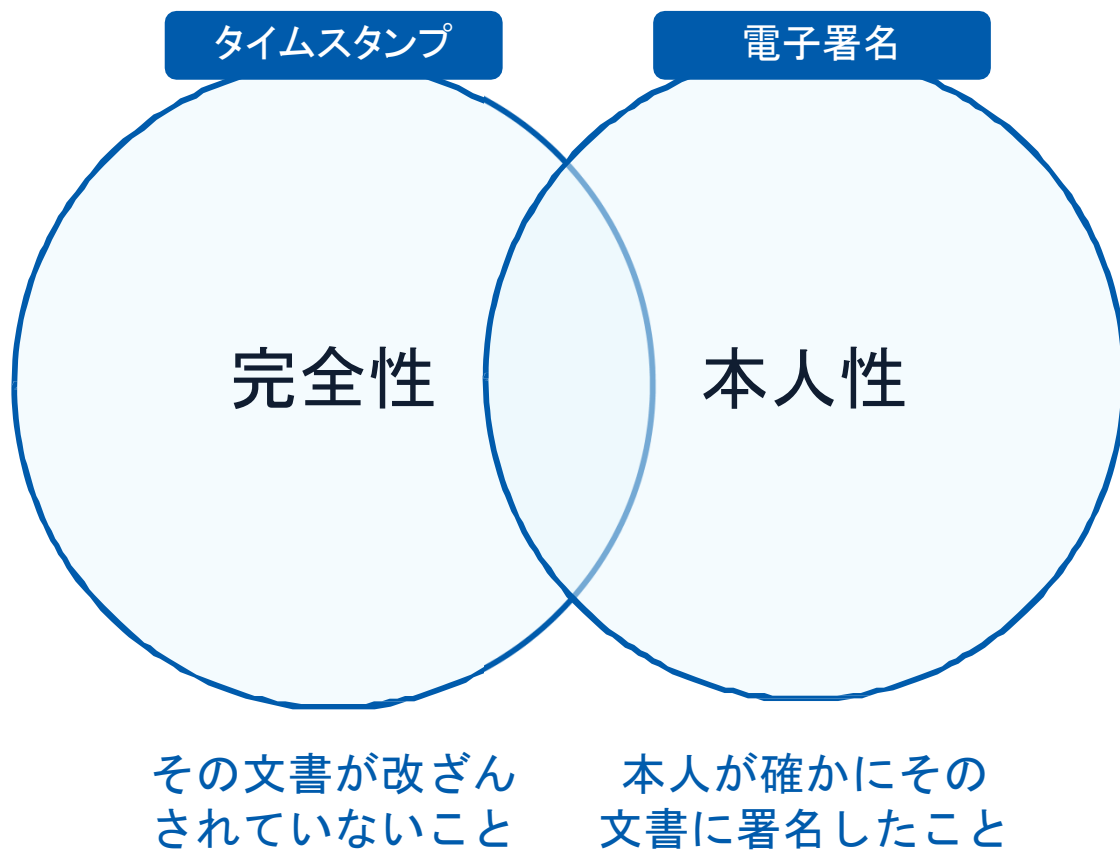 タイムスタンプ
電子署名
完全性
本人性
その文書が改ざん
されていないこと
本人が確かにその
文書に署名したこと